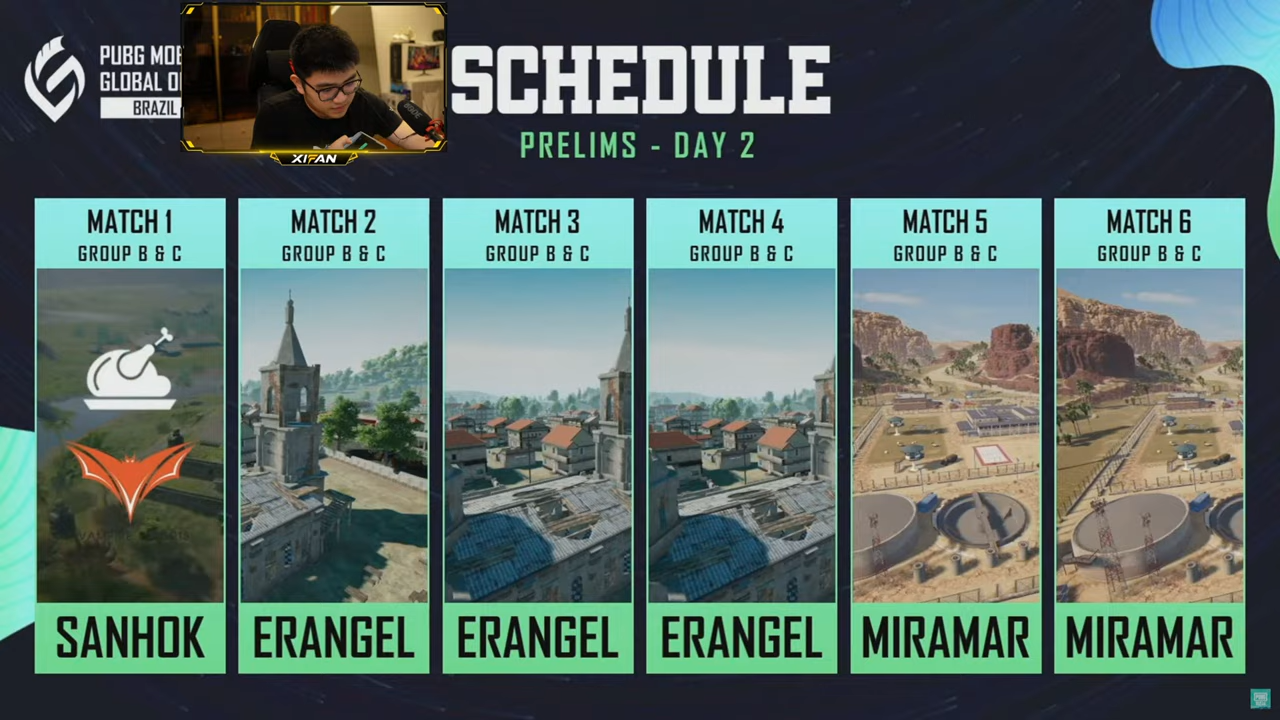 PUBG MOB
GLOBAL O
BRAZIL
XIFAN
SCHEDULE
PRELIMS - DAY 2
MATCH 1
GROUP B & C
SANHOK
MATCH 2
GROUP B & C
ERANGEL
MATCH 3
GROUP B & C
ERANGEL
MATCH 4
GROUP B & C
ERANGEL
MATCH 5
GROUP B & C
MIRAMAR
MATCH 6
GROUP B & C
MIRAMAR